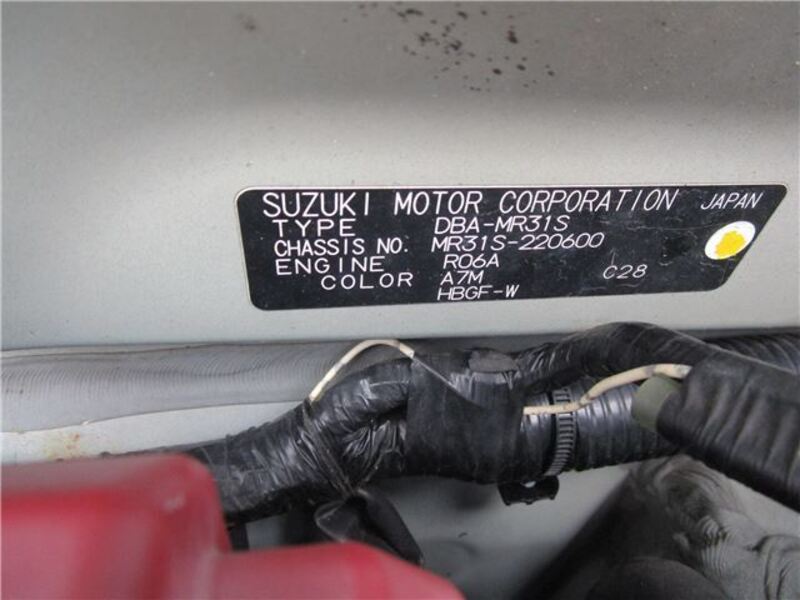 SUZUKI MOTOR CORPORATION JAPAN
TYPE DBA-MR31S
CHASSIS NO. MR31S-220600
ENGINE R06A
COLOR A7M C28
HBGF-W